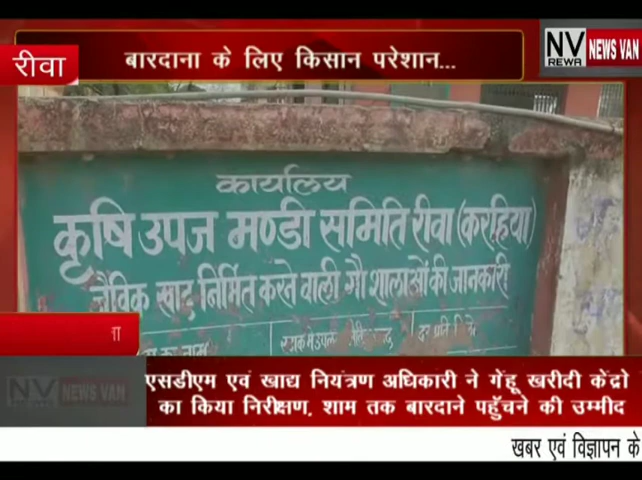 बारदाना के लिए किसान परेशान...
NV
REWA
NEWS VAN
रीवा
कार्यालय
कृषि उपज मण्डी समिति रीवा (करहिया)
जैविक खाद निर्मित करने वाली गौ शालाओं की जानकारी
का नाम
NV NEWS VAN
एसडीएम एवं खाद्य नियंत्रण अधिकारी ने गेंहू खरीदी केंद्रो
का किया निरीक्षण, शाम तक बारदाने पहुँचने की उम्मीद
खबर एवं विज्ञापन के